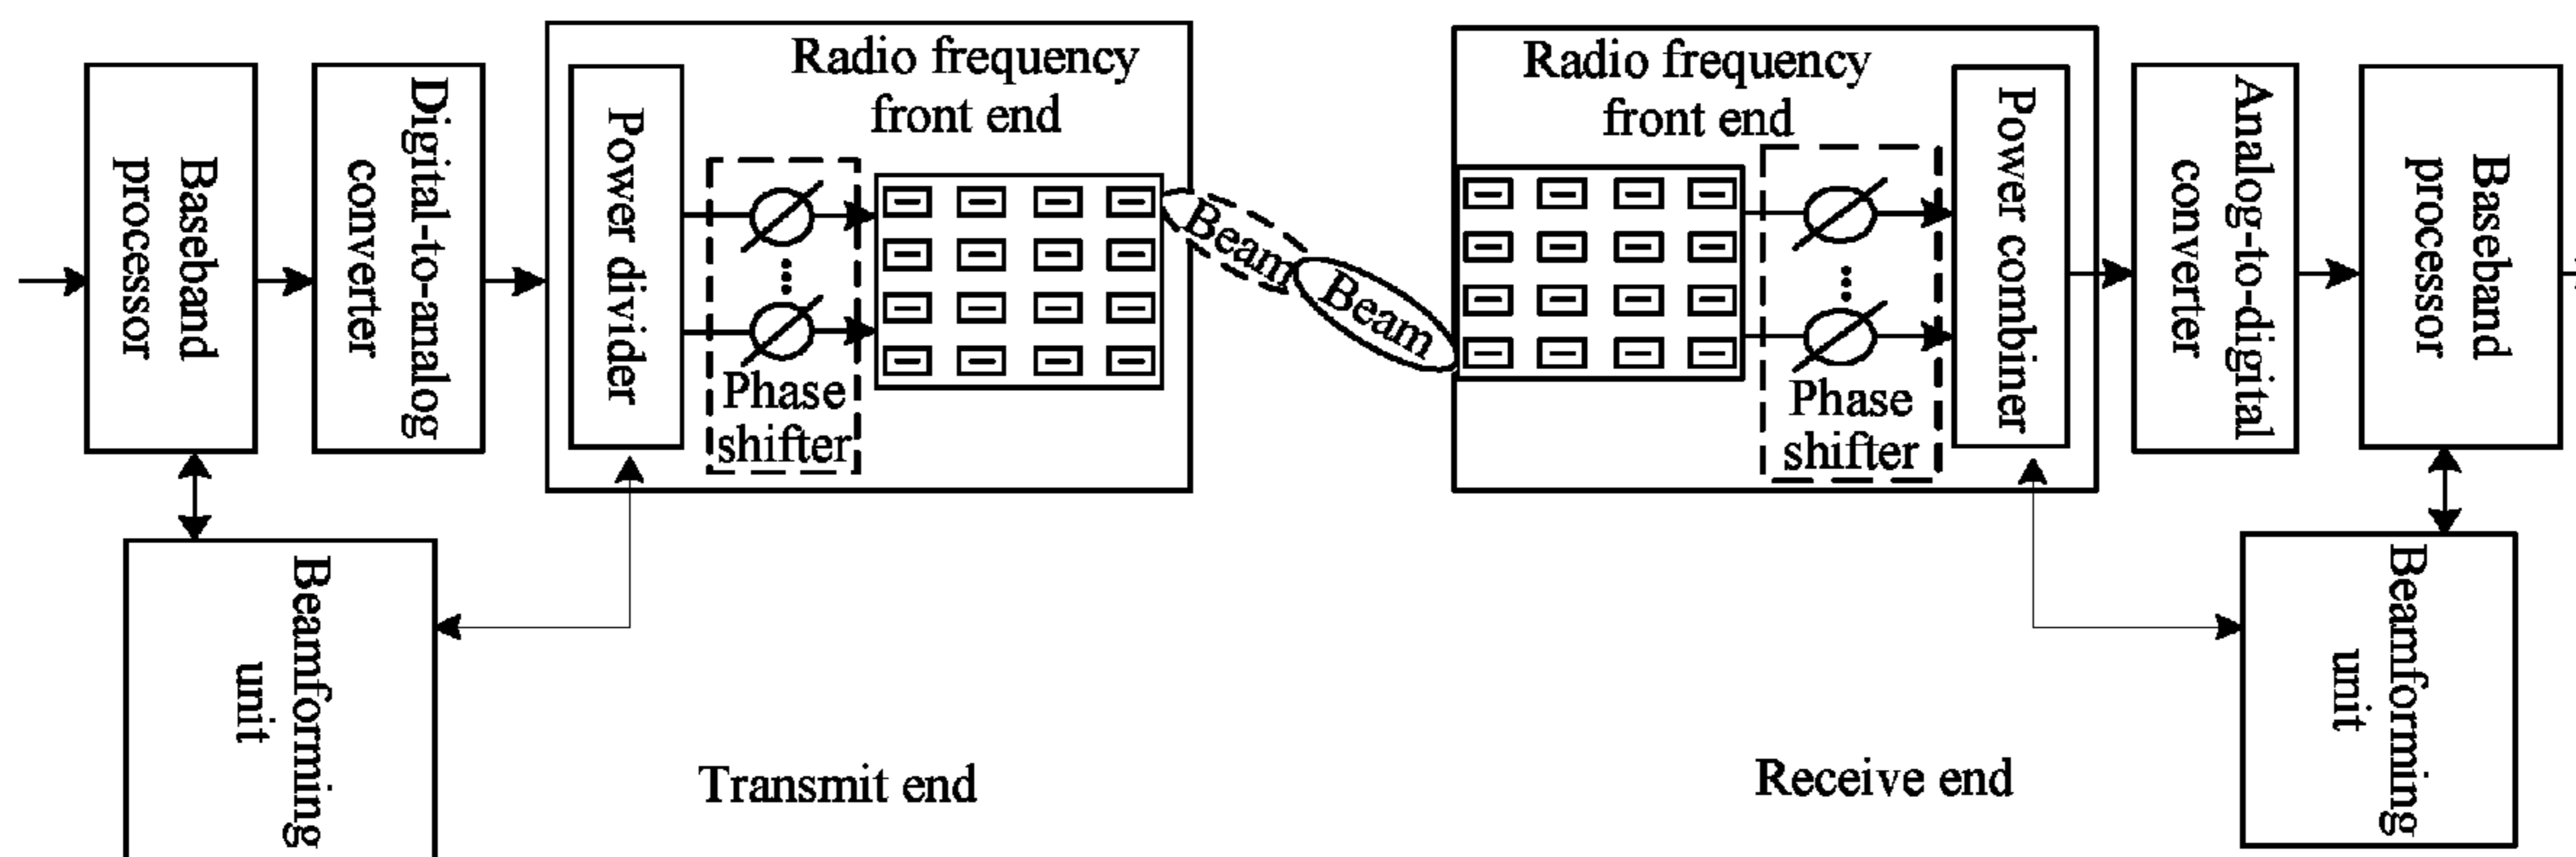 Baseband
processor
Digital-to-analog
converter
Power divider
Radio frequency
front end
Phase
shifter
Beam
Beam
Radio frequency
front end
Phase
shifter
Power combiner
Analog-to-digital
converter
Baseband
processor
Beamforming
unit
Transmit end
Receive end
Beamforming
unit